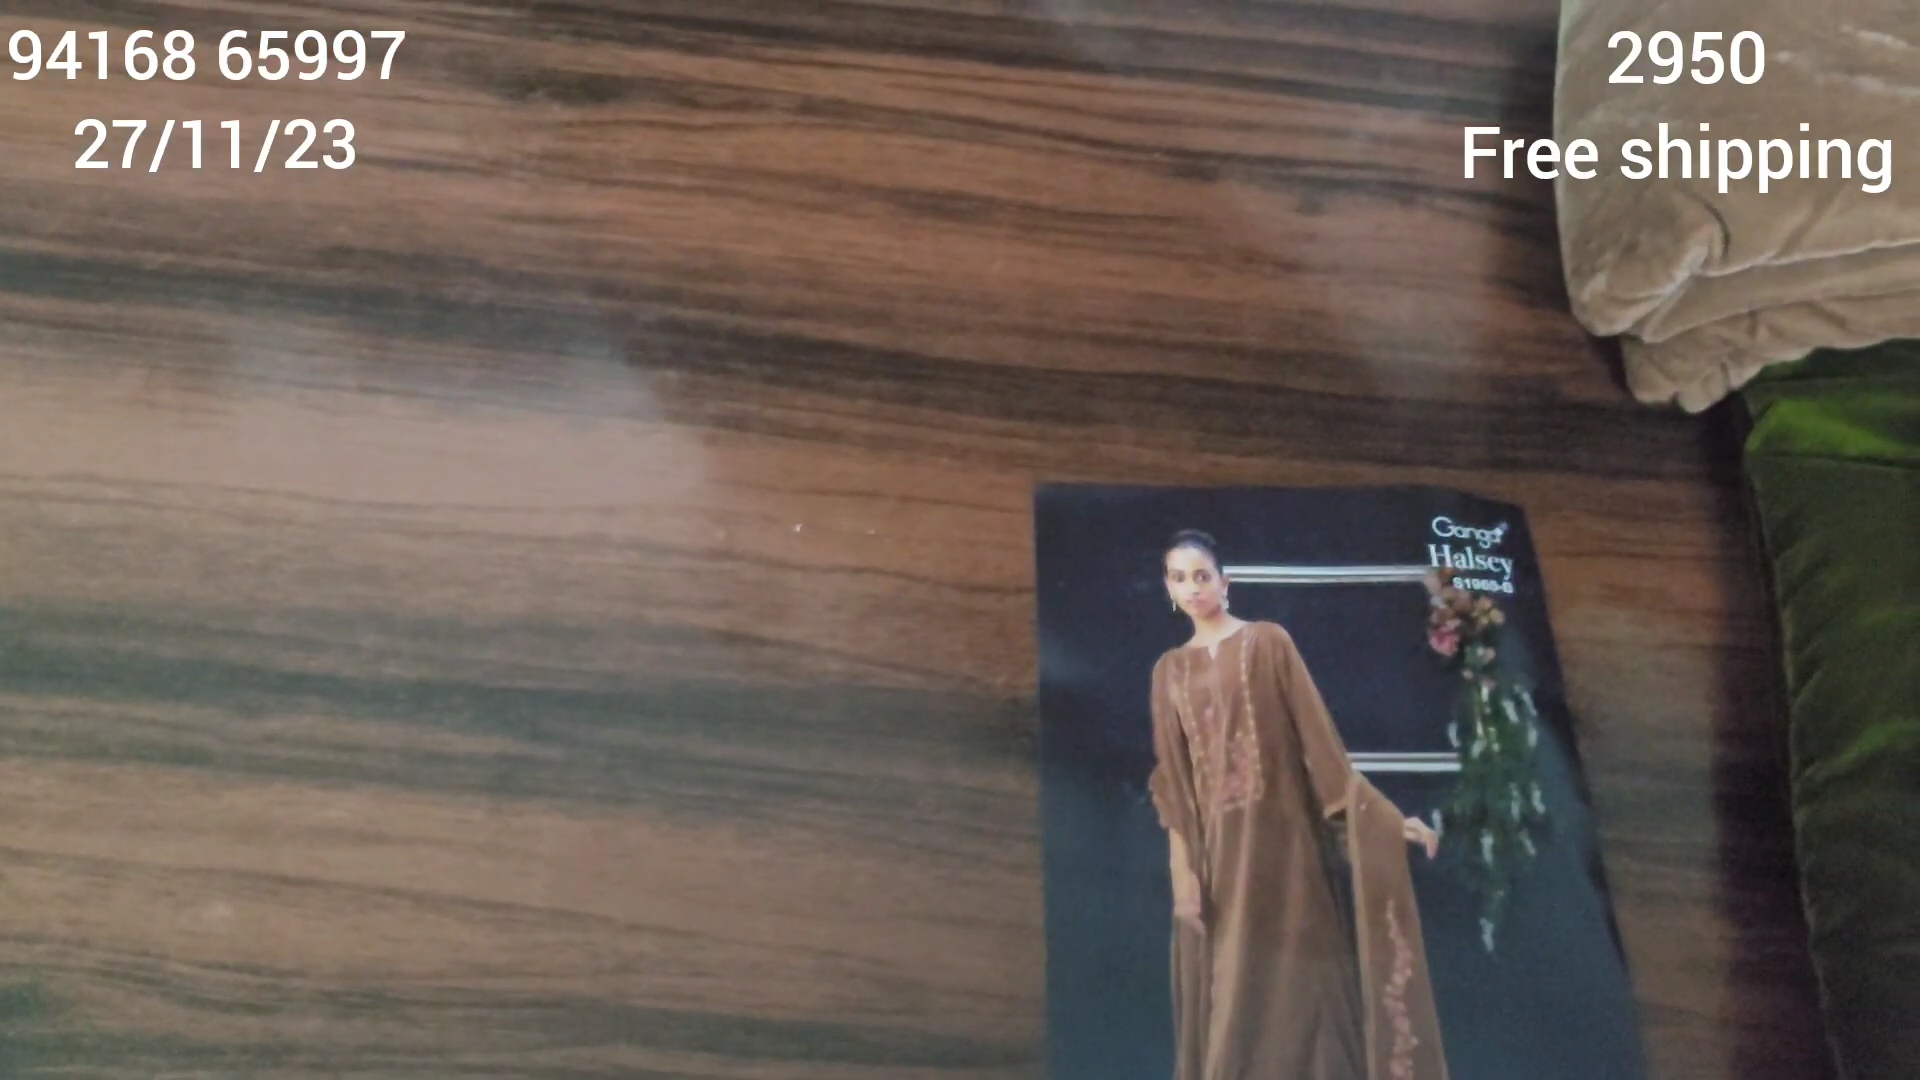 94168 65997
27/11/23
2950
Free shipping
Ganga
Halsey